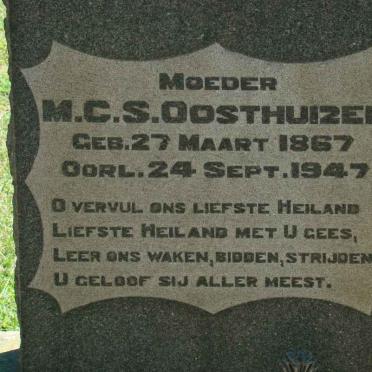 MOEDER
M.C.S. OOSTHUIZEN
GEB. 27 MAART 1867
OORL. 24 SEPT. 1947
O VERVUL ONS LIEFSTE HEILAND
LIEFSTE HEILAND MET U GEES,
LEER ONS WAKEN, BIDDEN, STRIJDEN
U GELOOF SIJ ALLER MEEST.